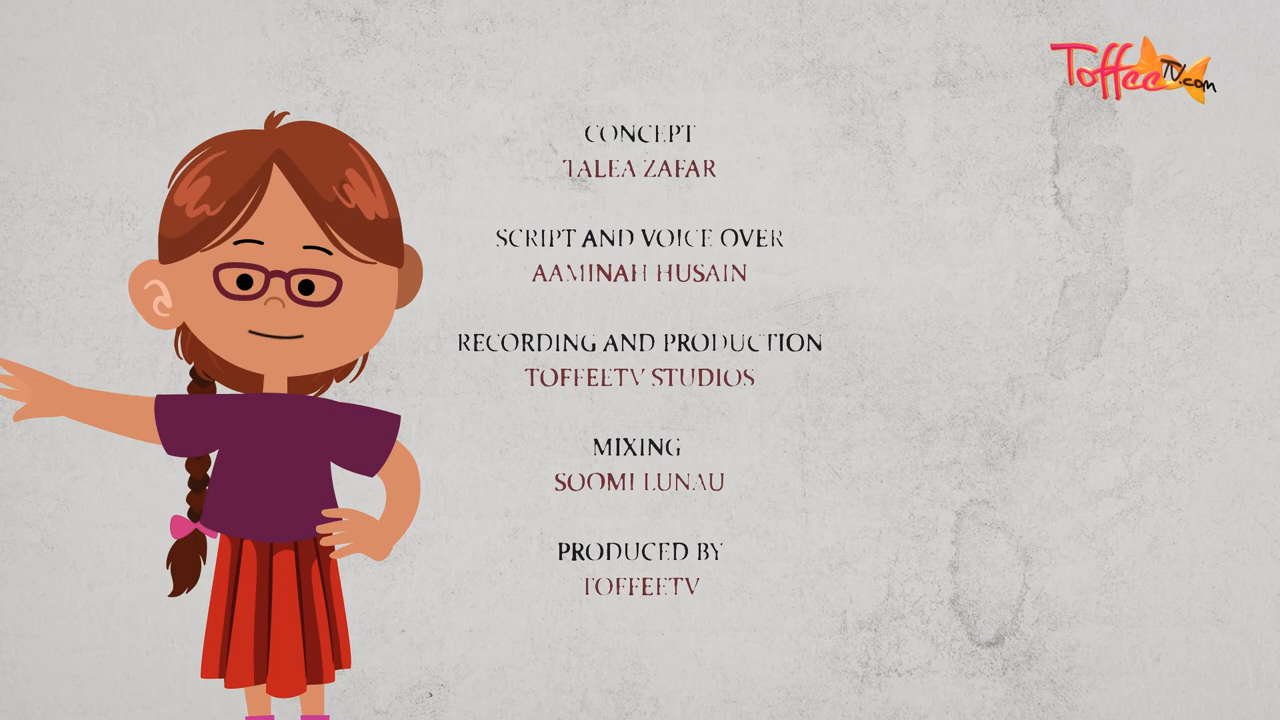 ToffeeTV.com
CONCEPT
TALEA ZAFAR
SCRIPT AND VOICE OVER
AAMINAH HUSAIN
RECORDING AND PRODUCTION
TOFFEETV STUDIOS
MIXING
SOOMI LUNAU
PRODUCED BY
TOFFEETV